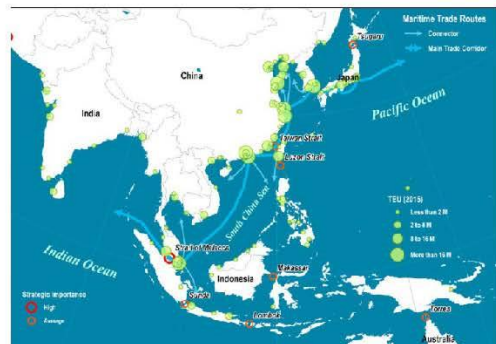 Maritime Trade Routes
Connector
Main Trade Corridor
Tsugaru
China
Japan
India
Pacific Ocean
Taiwan Strait
Luzon Strait
South China Sea
TEU (2015)
Less than 2 M
2 to 8 M
8 to 16 M
More than 16 M
Strait of Malacca
Indian Ocean
Indonesia
Makassar
Strategic Importance
High
Average
Sunda
Lombok
Torres
Australia